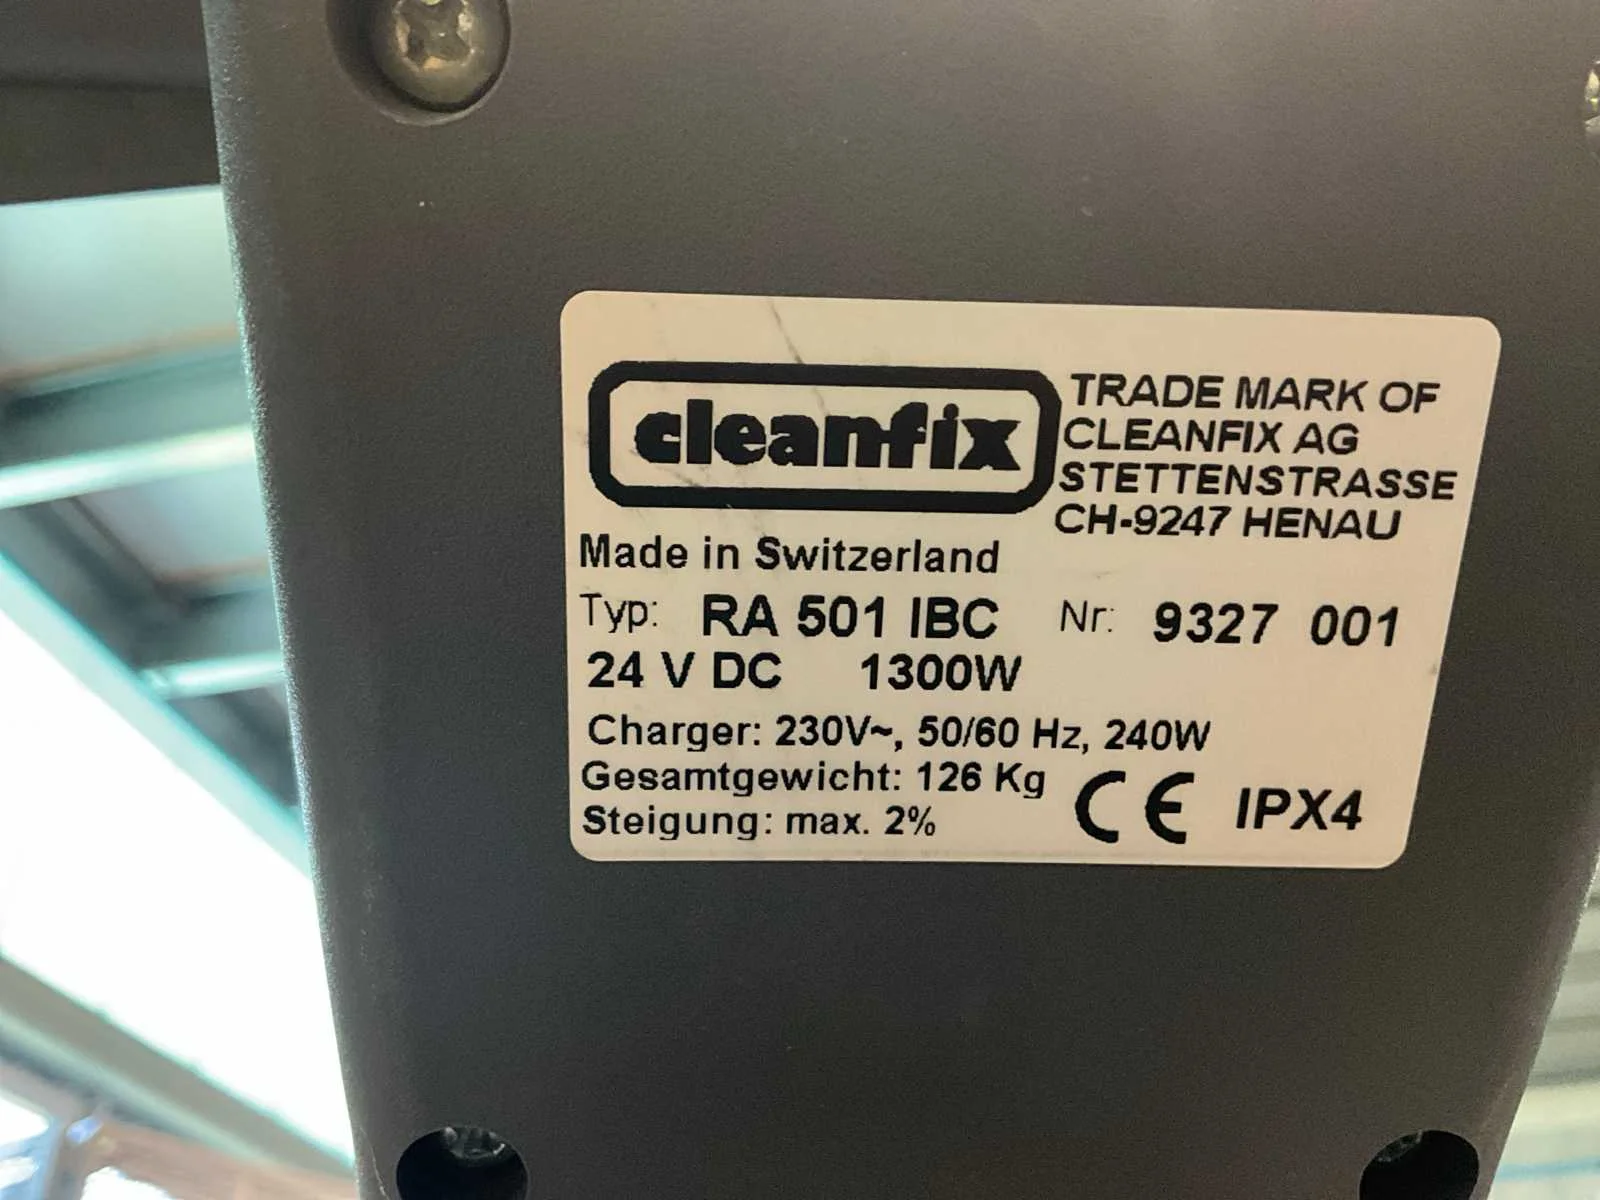 cleanfix
TRADE MARK OF
CLEANFIX AG
STETTENSTRASSE
CH-9247 HENAU
Made in Switzerland
Typ: RA 501 IBC Nr: 9327 001
24 V DC 1300W
Charger: 230V~, 50/60 Hz, 240W
Gesamtgewicht: 126 Kg
Steigung: max. 2%
CE IPX4